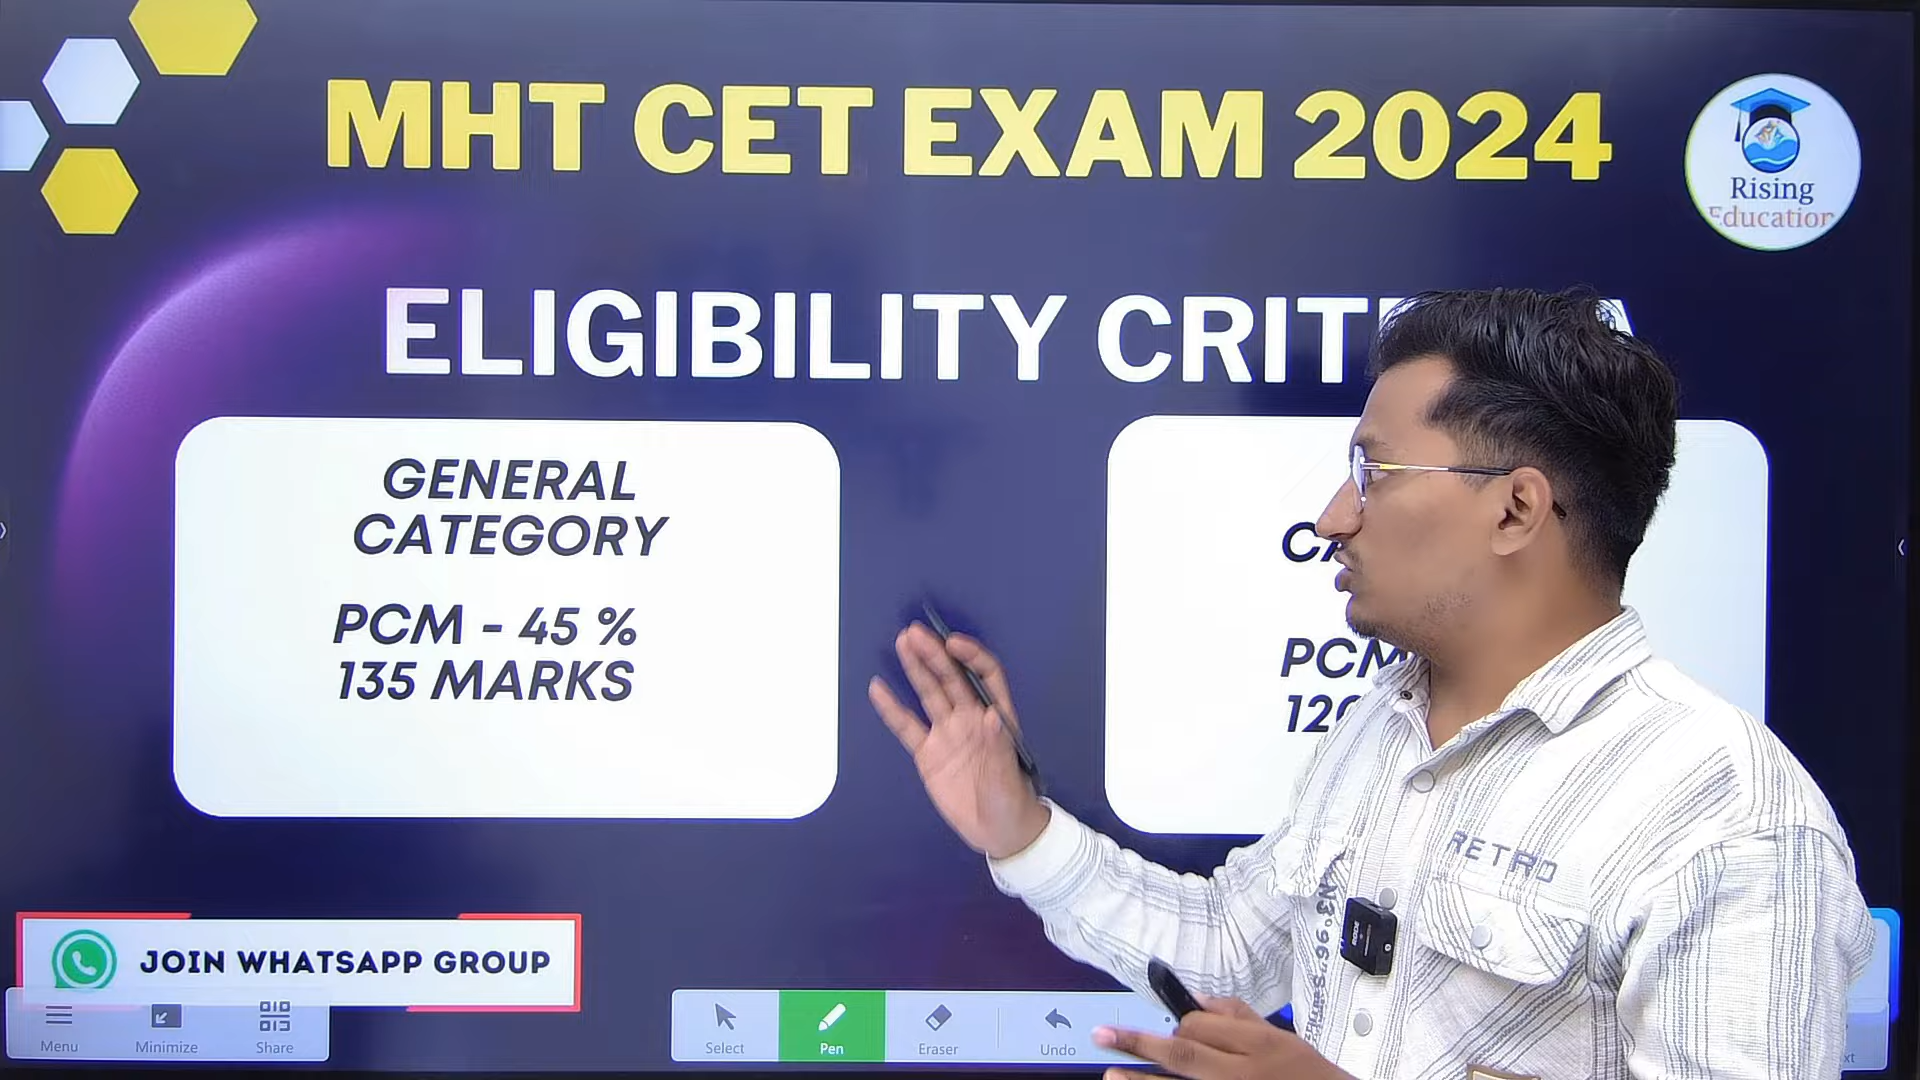 MHT CET EXAM 2024
Rising
Education
ELIGIBILITY
GENERAL
CATEGORY
PCM - 45 %
135 MARKS
PCM
JOIN WHATSAPP GROUP
RETRO
Menu
Minimize
Share
Select
Pen
Eraser
Undo